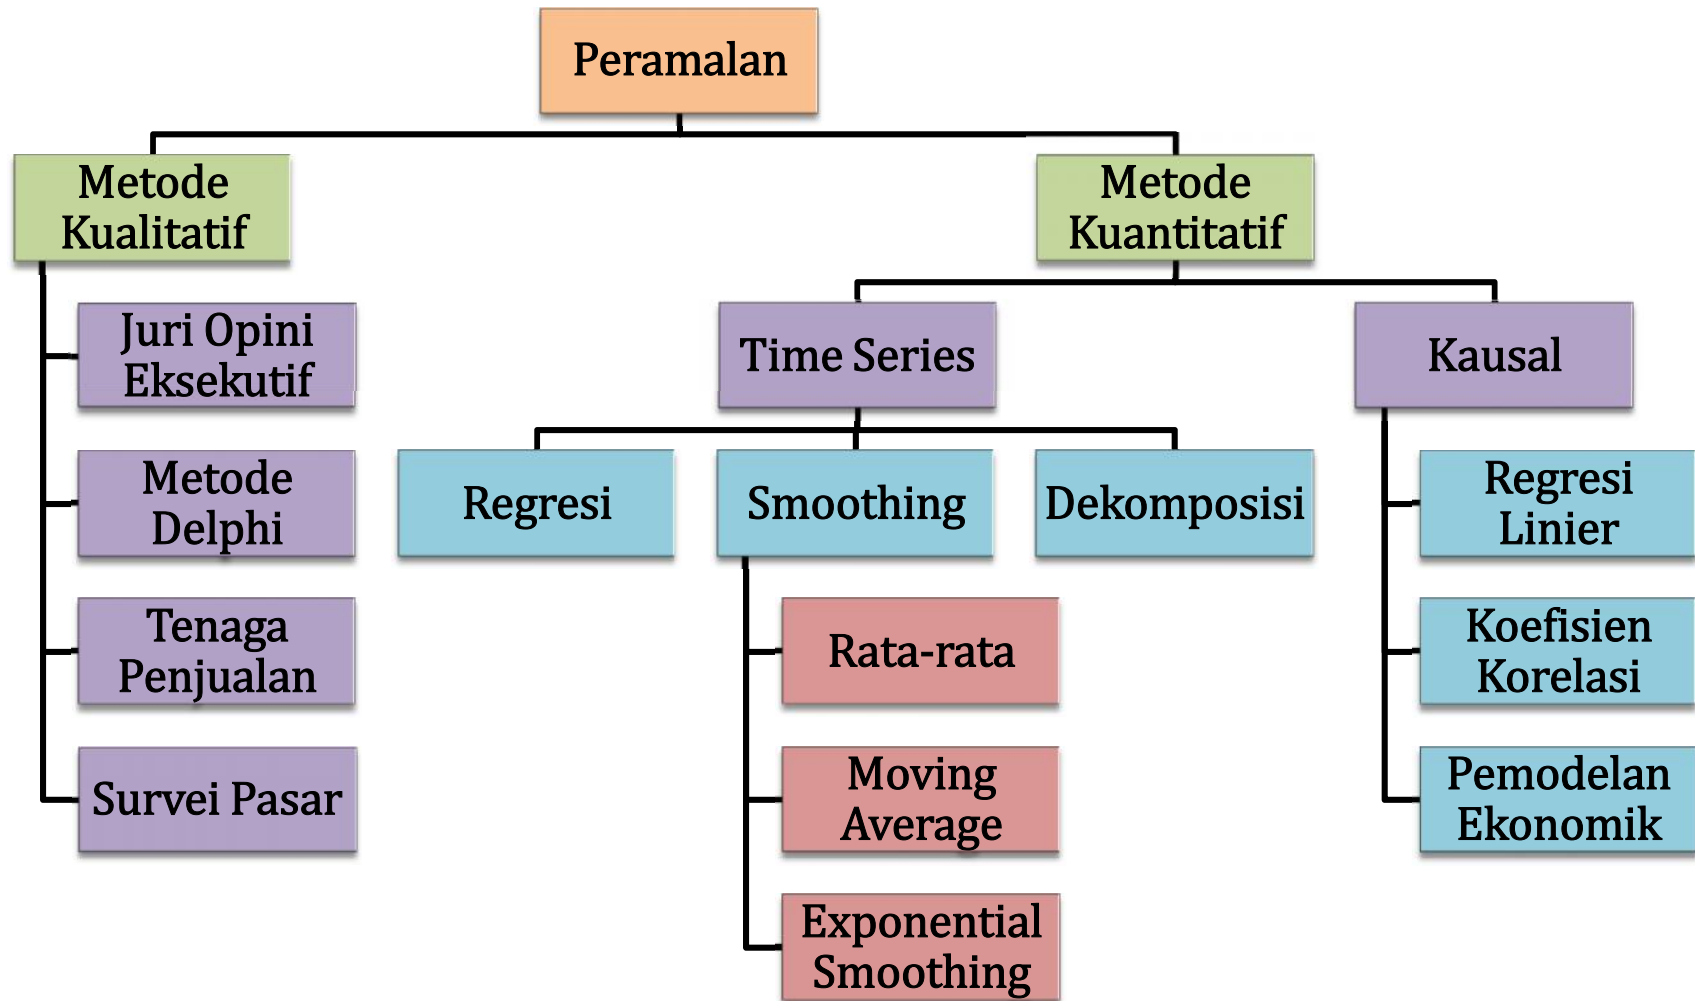 Peramalan
Metode
Kualitatif
Metode
Kuantitatif
Juri Opini
Eksekutif
Time Series
Kausal
Metode
Delphi
Regresi
Smoothing
Dekomposisi
Regresi
Linier
Tenaga
Penjualan
Rata-rata
Koefisien
Korelasi
Survei Pasar
Moving
Average
Pemodelan
Ekonomik
Exponential
Smoothing